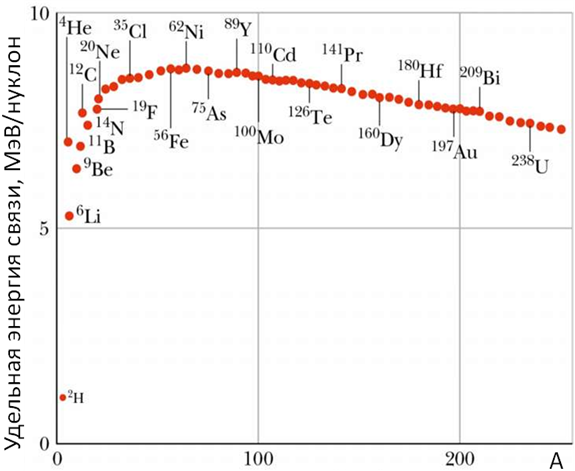 Удельная энергия связи, МэВ/нуклон
10
5
0
0
100
200
A
⁴He
³⁵Cl
⁶²Ni
⁸⁹Y
²⁰Ne
¹¹⁰Cd
¹⁴¹Pr
¹⁸⁰Hf
²⁰⁹Bi
¹²C
¹⁹F
¹⁴N
⁷⁵As
¹²⁶Te
⁵⁶Fe
¹⁰⁰Mo
¹⁶⁰Dy
¹⁹⁷Au
²³⁸U
¹¹B
⁹Be
⁶Li
²H